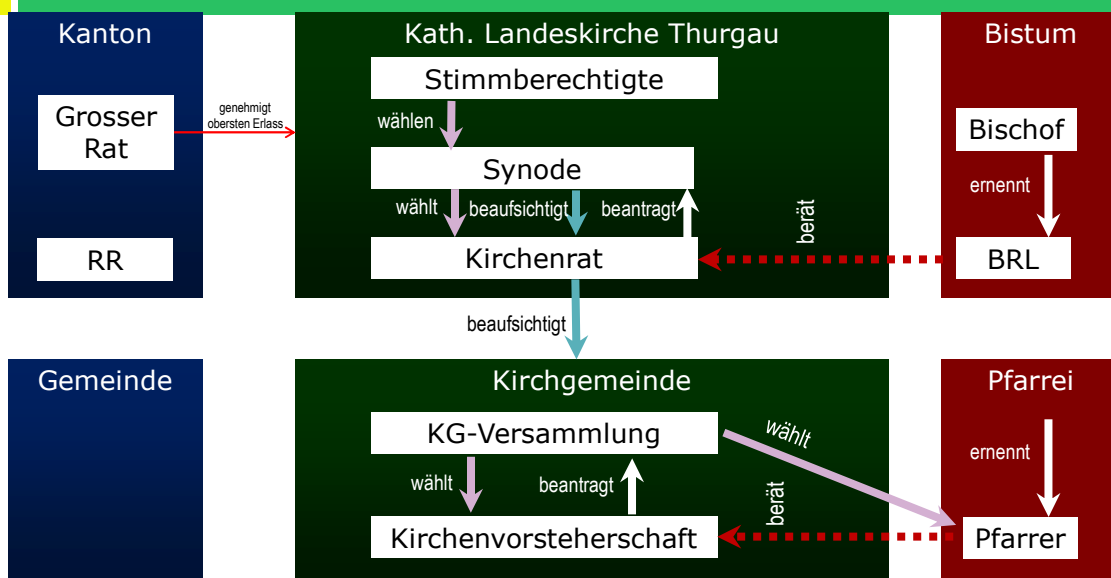 Kanton
Grosser
Rat
RR
genehmigt
obersten Erlass
Kath. Landeskirche Thurgau
Stimmberechtigte
wählen
Synode
wählt
beaufsichtigt
beantragt
Kirchenrat
berät
Bistum
Bischof
ernennt
BRL
beaufsichtigt
Gemeinde
Kirchgemeinde
KG-Versammlung
wählt
beantragt
Kirchenvorsteherschaft
wählt
berät
Pfarrei
ernennt
Pfarrer